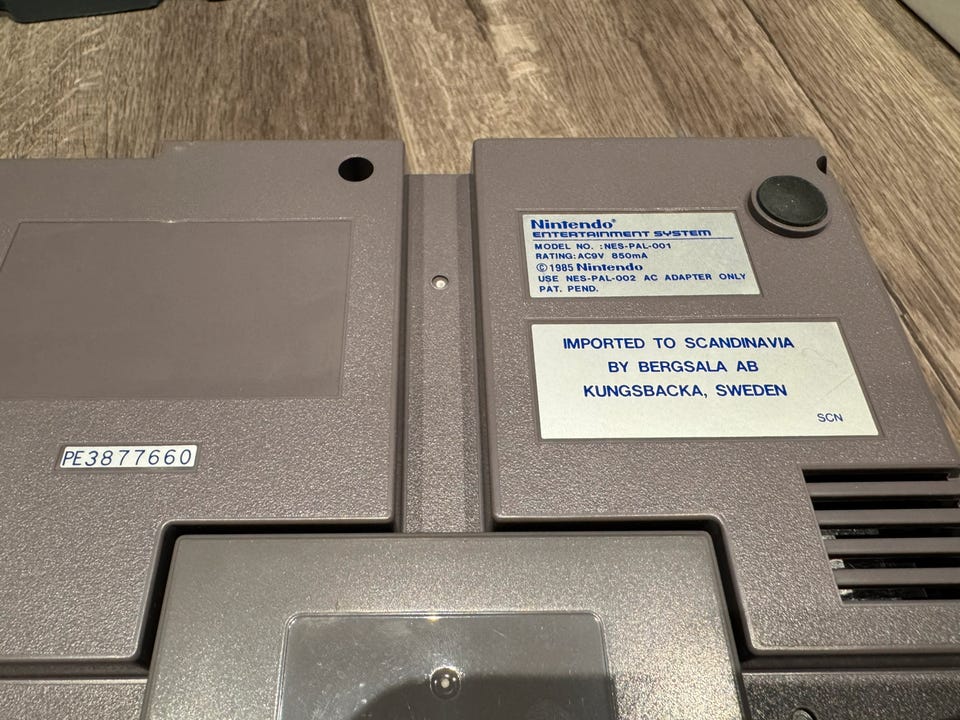 Nintendo®
ENTERTAINMENT SYSTEM
MODEL NO. :NES-PAL-001
RATING:AC9V 850mA
©1985 Nintendo
USE NES-PAL-002 AC ADAPTER ONLY
PAT. PEND.
IMPORTED TO SCANDINAVIA
BY BERGSALA AB
KUNGSBACKA, SWEDEN
SCN
PE3877660